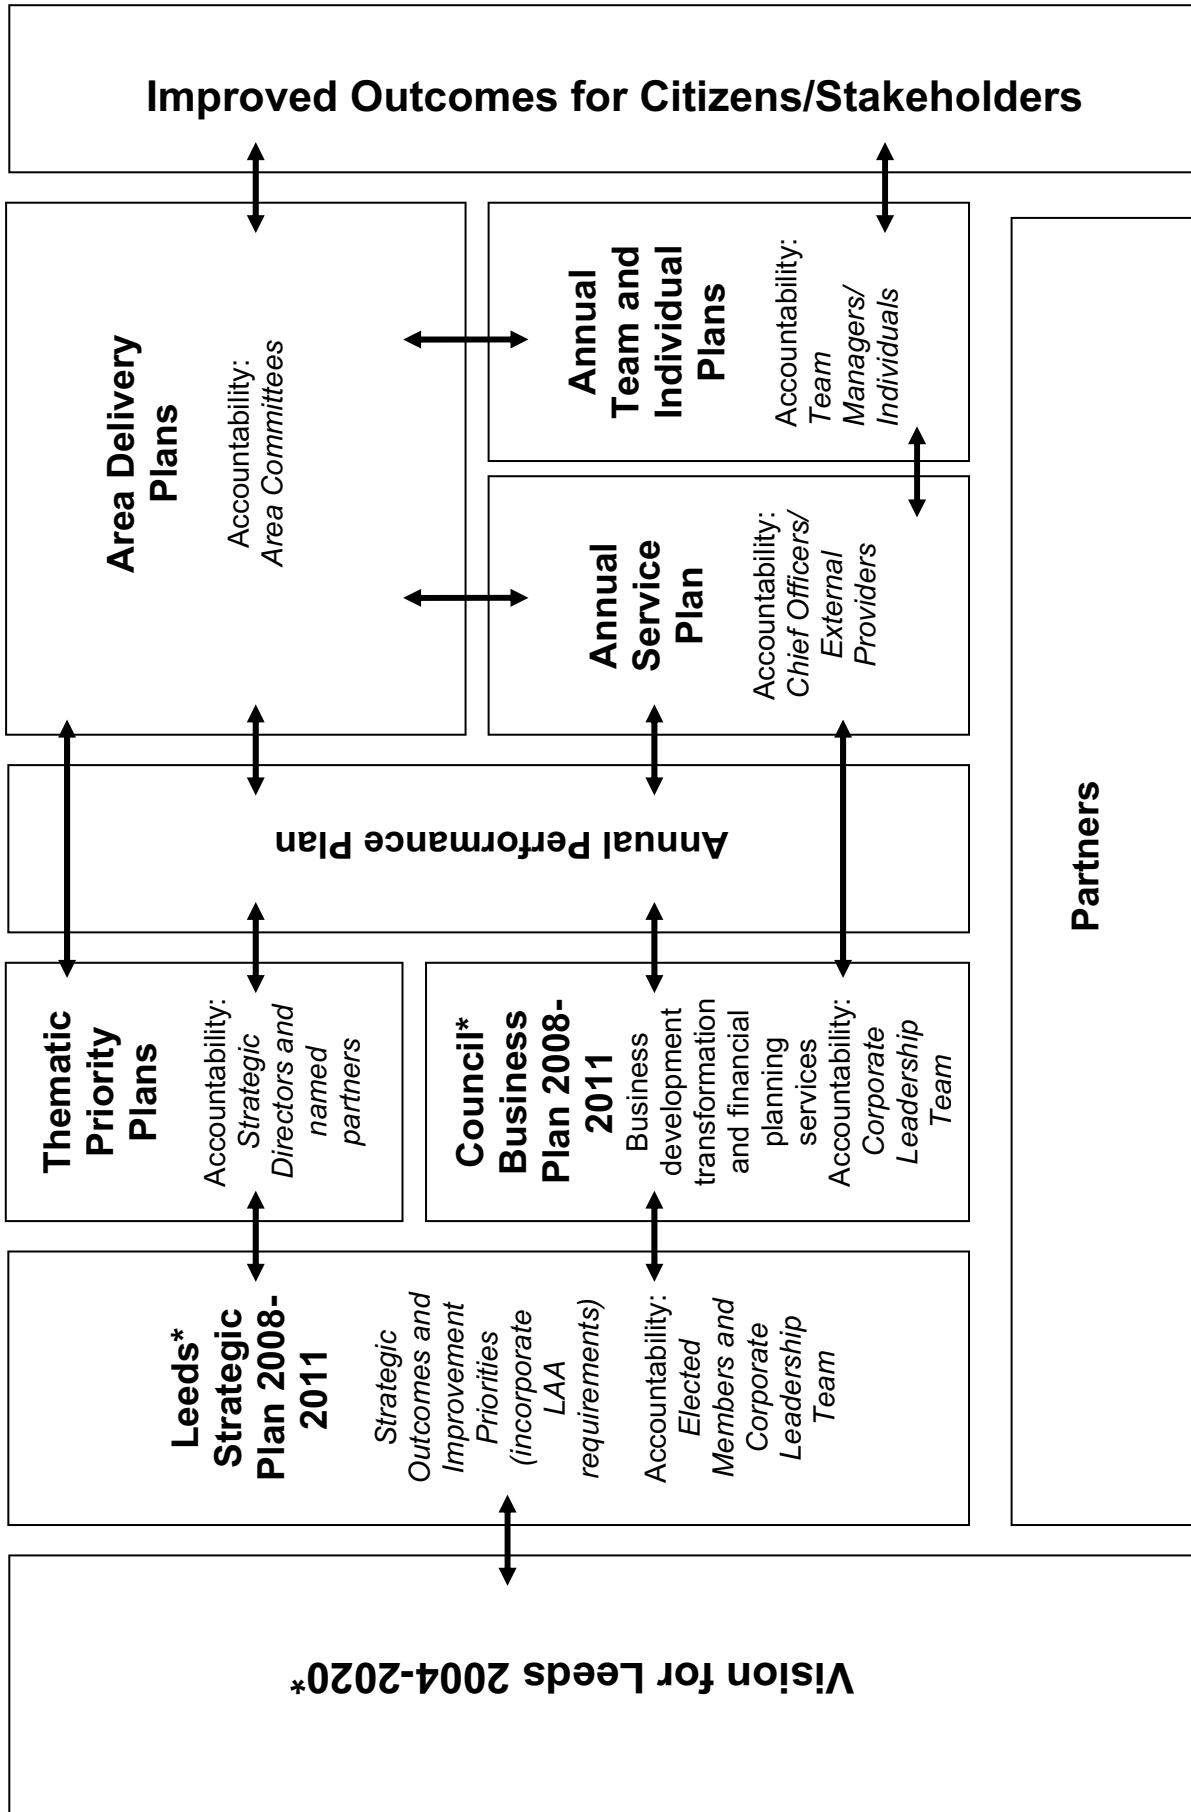 Vision for Leeds 2004-2020*
Leeds*
Strategic
Plan 2008-
2011
Strategic
Outcomes and
Improvement
Priorities
(incorporate
LAA
requirements)
Accountability:
Elected
Members and
Corporate
Leadership
Team
Thematic
Priority
Plans
Accountability:
Strategic
Directors and
named
partners
Council*
Business
Plan 2008-
2011
Business
development
transformation
and financial
planning
services
Accountability:
Corporate
Leadership
Team
Annual Performance Plan
Area Delivery
Plans
Accountability:
Area Committees
Annual
Service
Plan
Accountability:
Chief Officers/
External
Providers
Annual
Team and
Individual
Plans
Accountability:
Team
Managers/
Individuals
Improved Outcomes for Citizens/Stakeholders
Partners